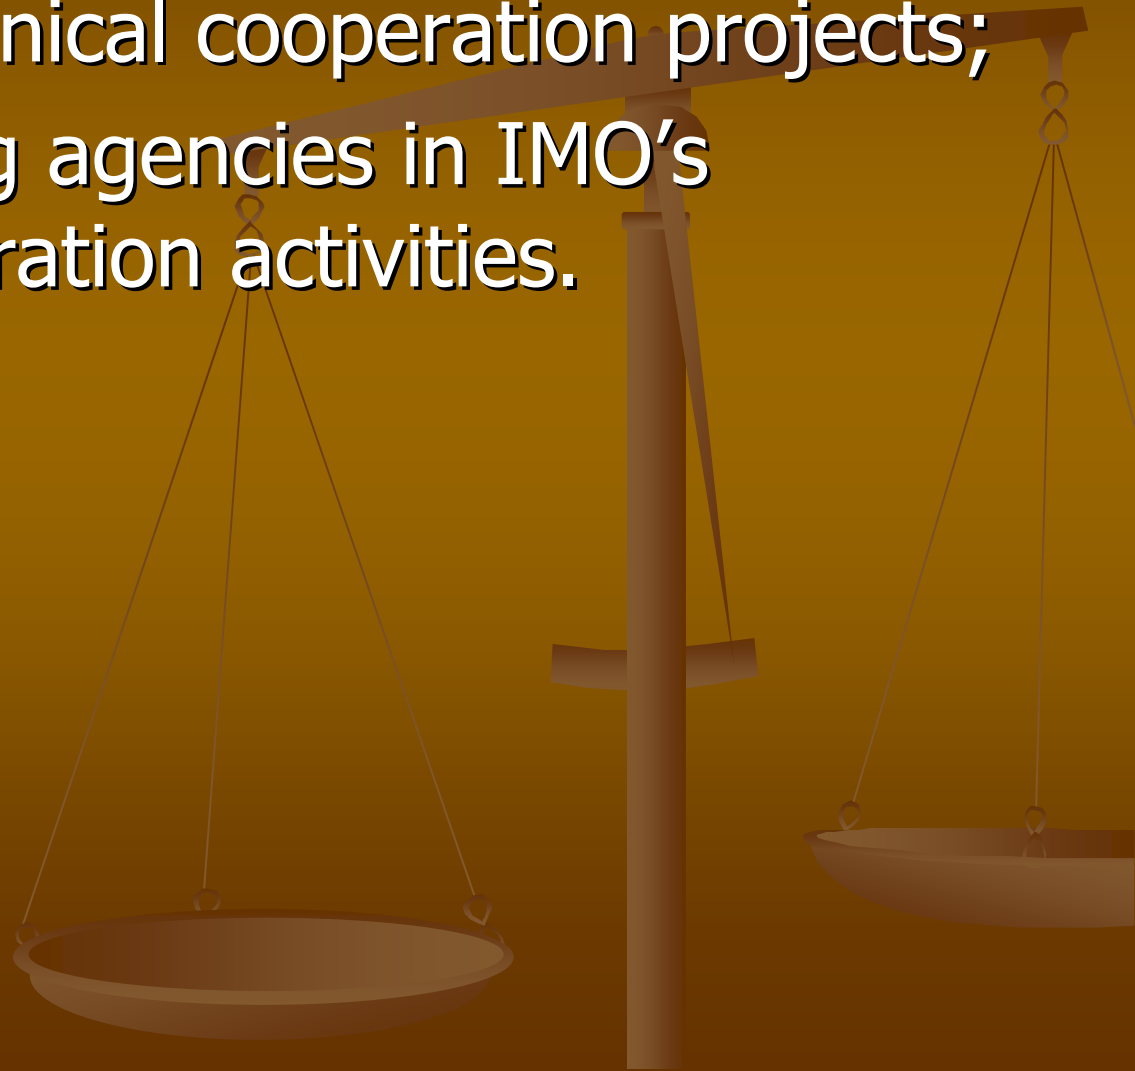 nical cooperation projects;
g agencies in IMO’s
ration activities.